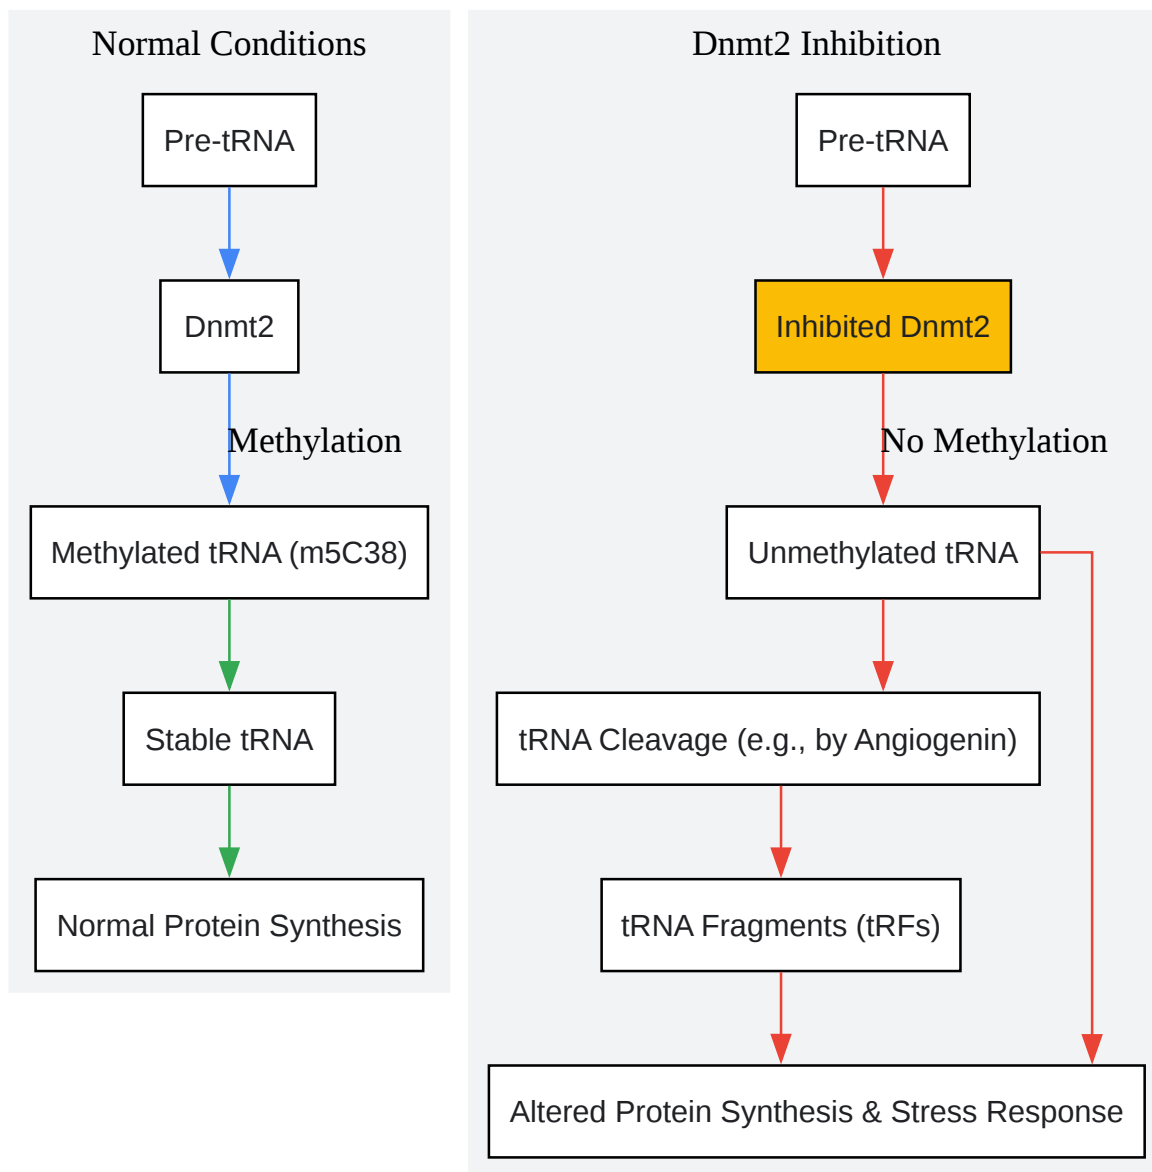 Normal Conditions
Pre-tRNA
Dnmt2
Methylation
Methylated tRNA (m5C38)
Stable tRNA
Normal Protein Synthesis
Dnmt2 Inhibition
Pre-tRNA
Inhibited Dnmt2
No Methylation
Unmethylated tRNA
tRNA Cleavage (e.g., by Angiogenin)
tRNA Fragments (tRFs)
Altered Protein Synthesis & Stress Response